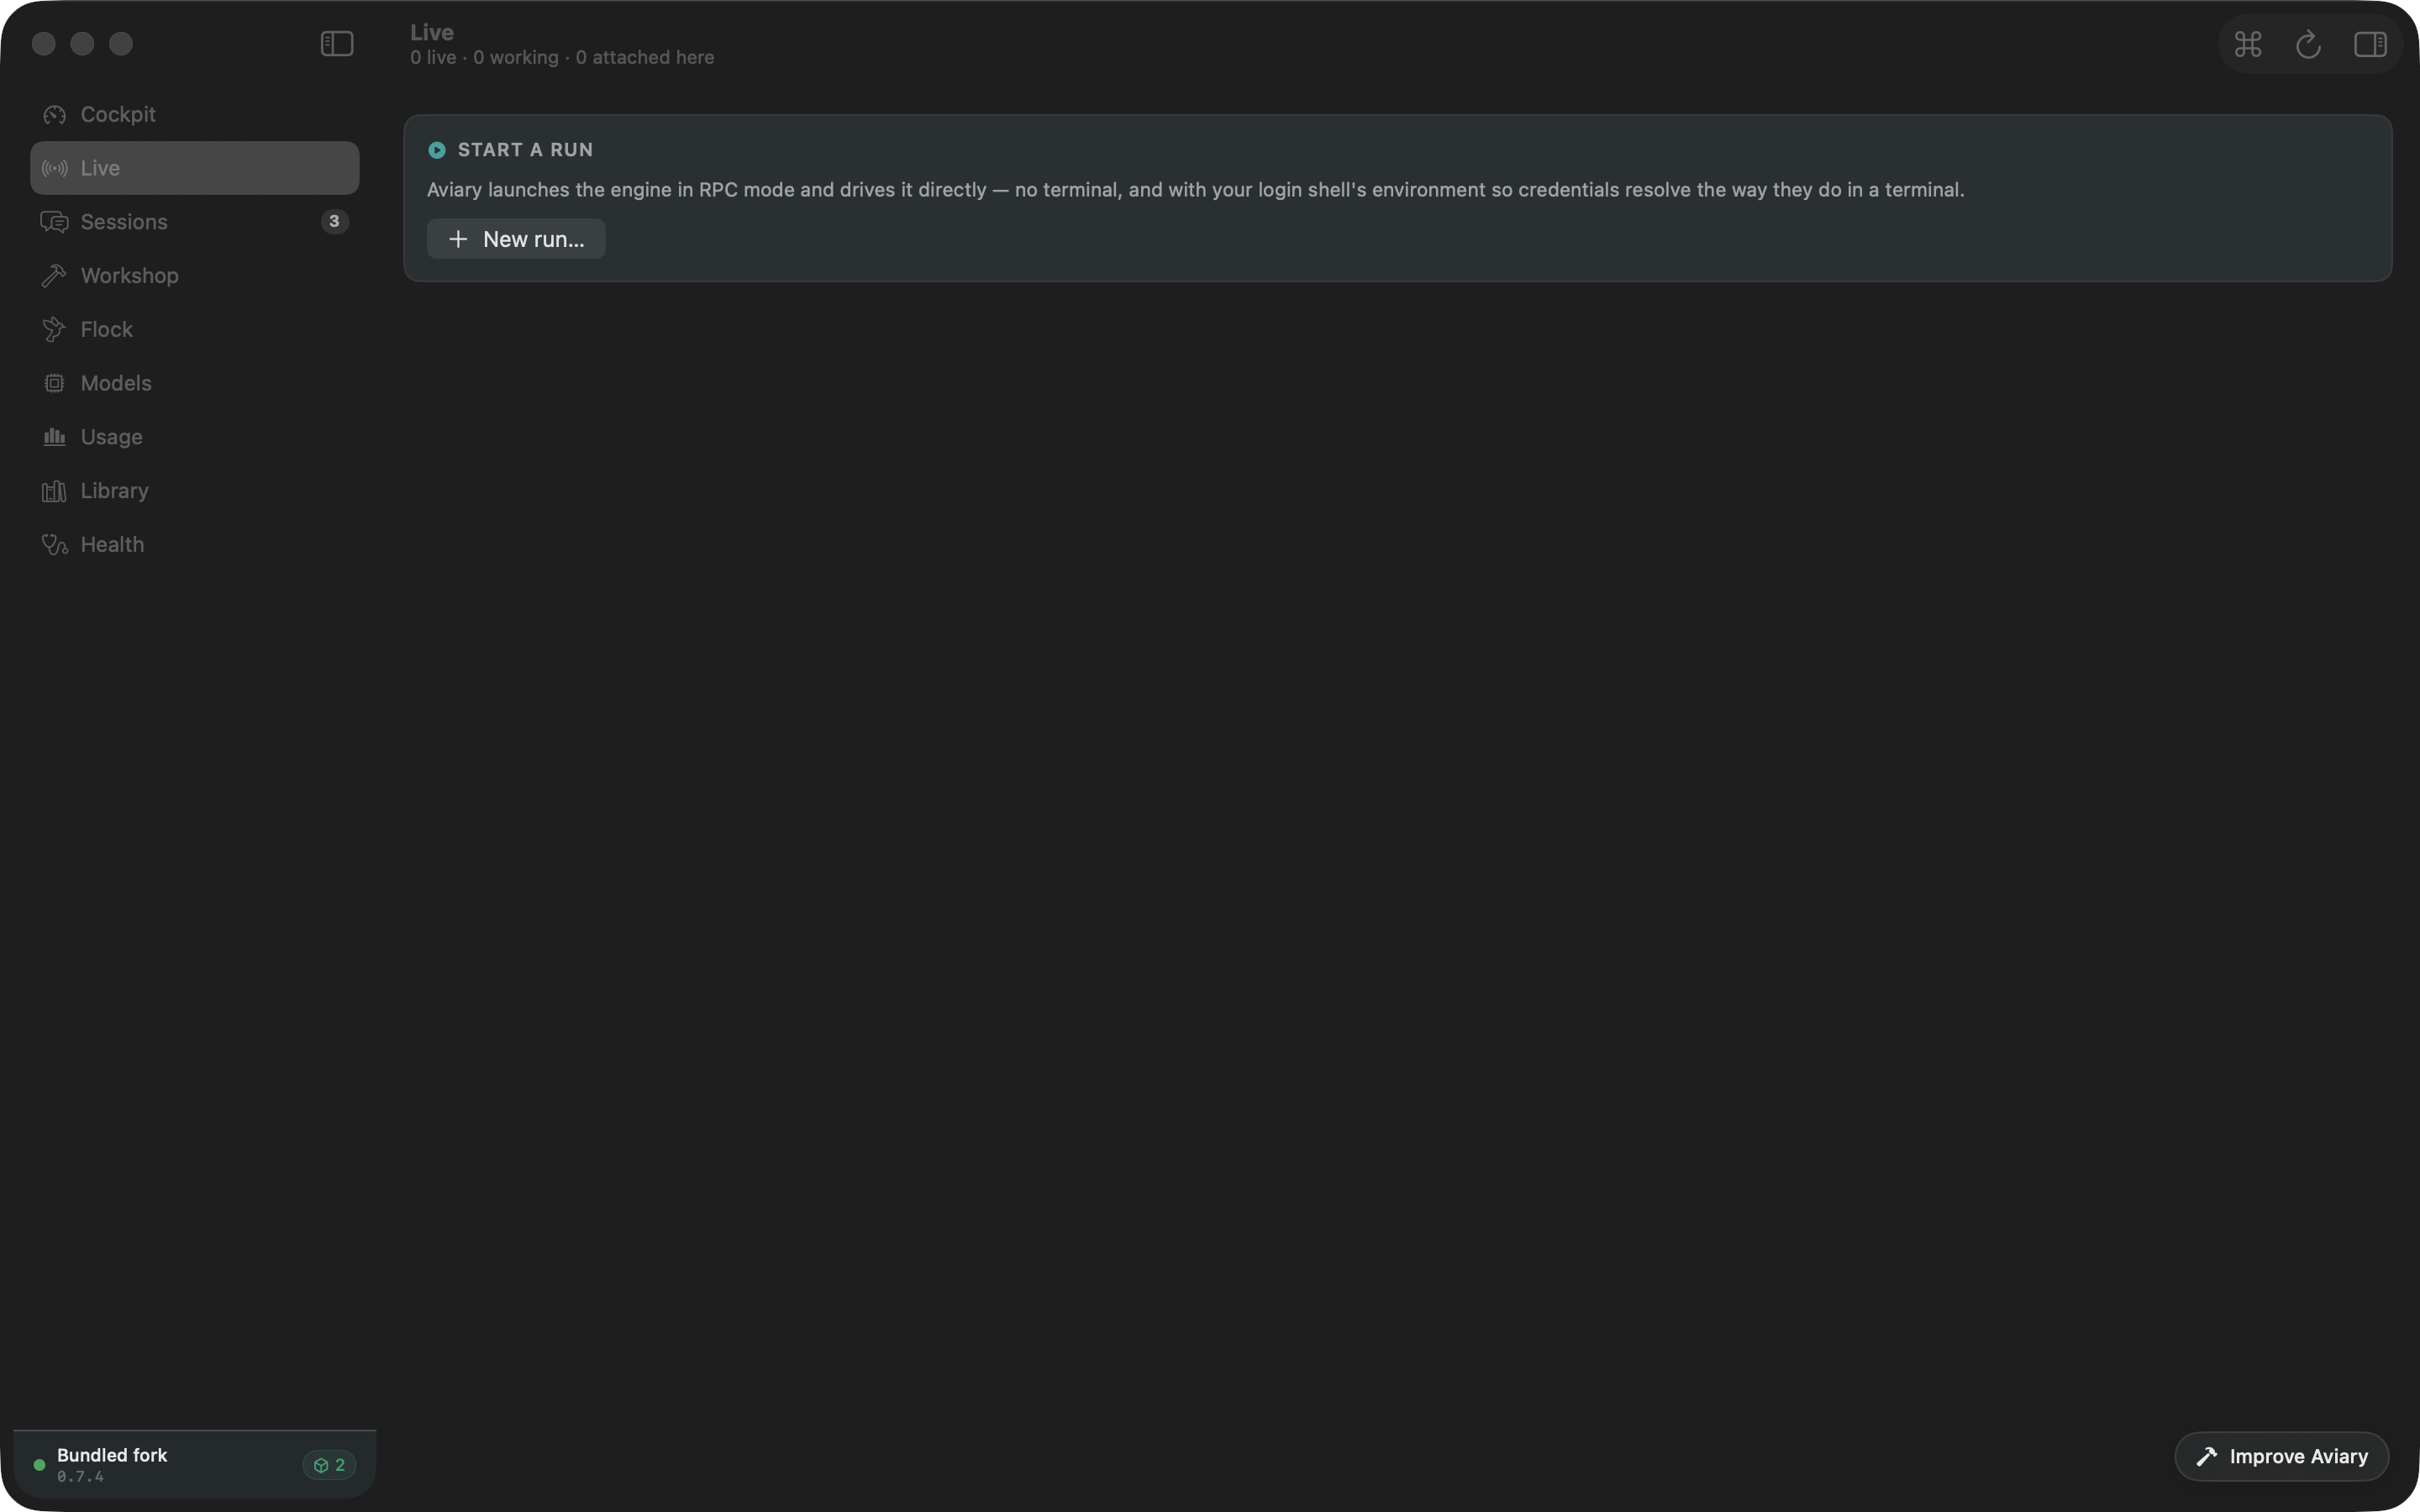 Live
0 live · 0 working · 0 attached here
Cockpit
Live
Sessions 3
Workshop
Flock
Models
Usage
Library
Health
START A RUN
Aviary launches the engine in RPC mode and drives it directly — no terminal, and with your login shell's environment so credentials resolve the way they do in a terminal.
New run...
Bundled fork
0.7.4
2
Improve Aviary